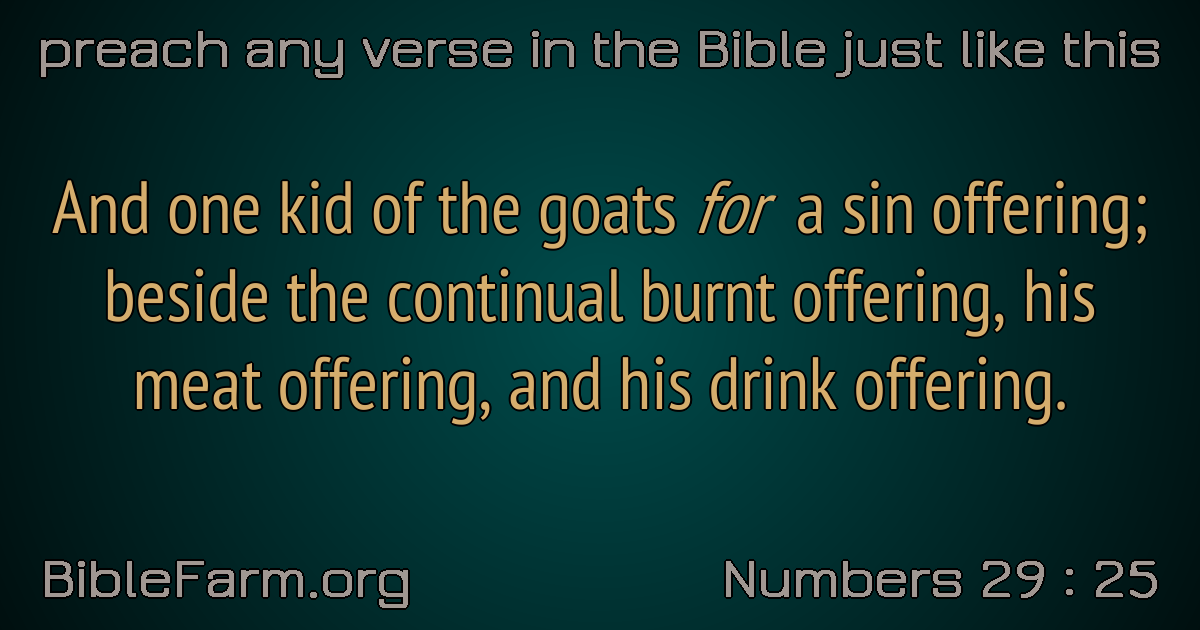 preach any verse in the Bible just like this
And one kid of the goats for a sin offering;
beside the continual burnt offering, his
meat offering, and his drink offering.
BibleFarm.org
Numbers 29 : 25